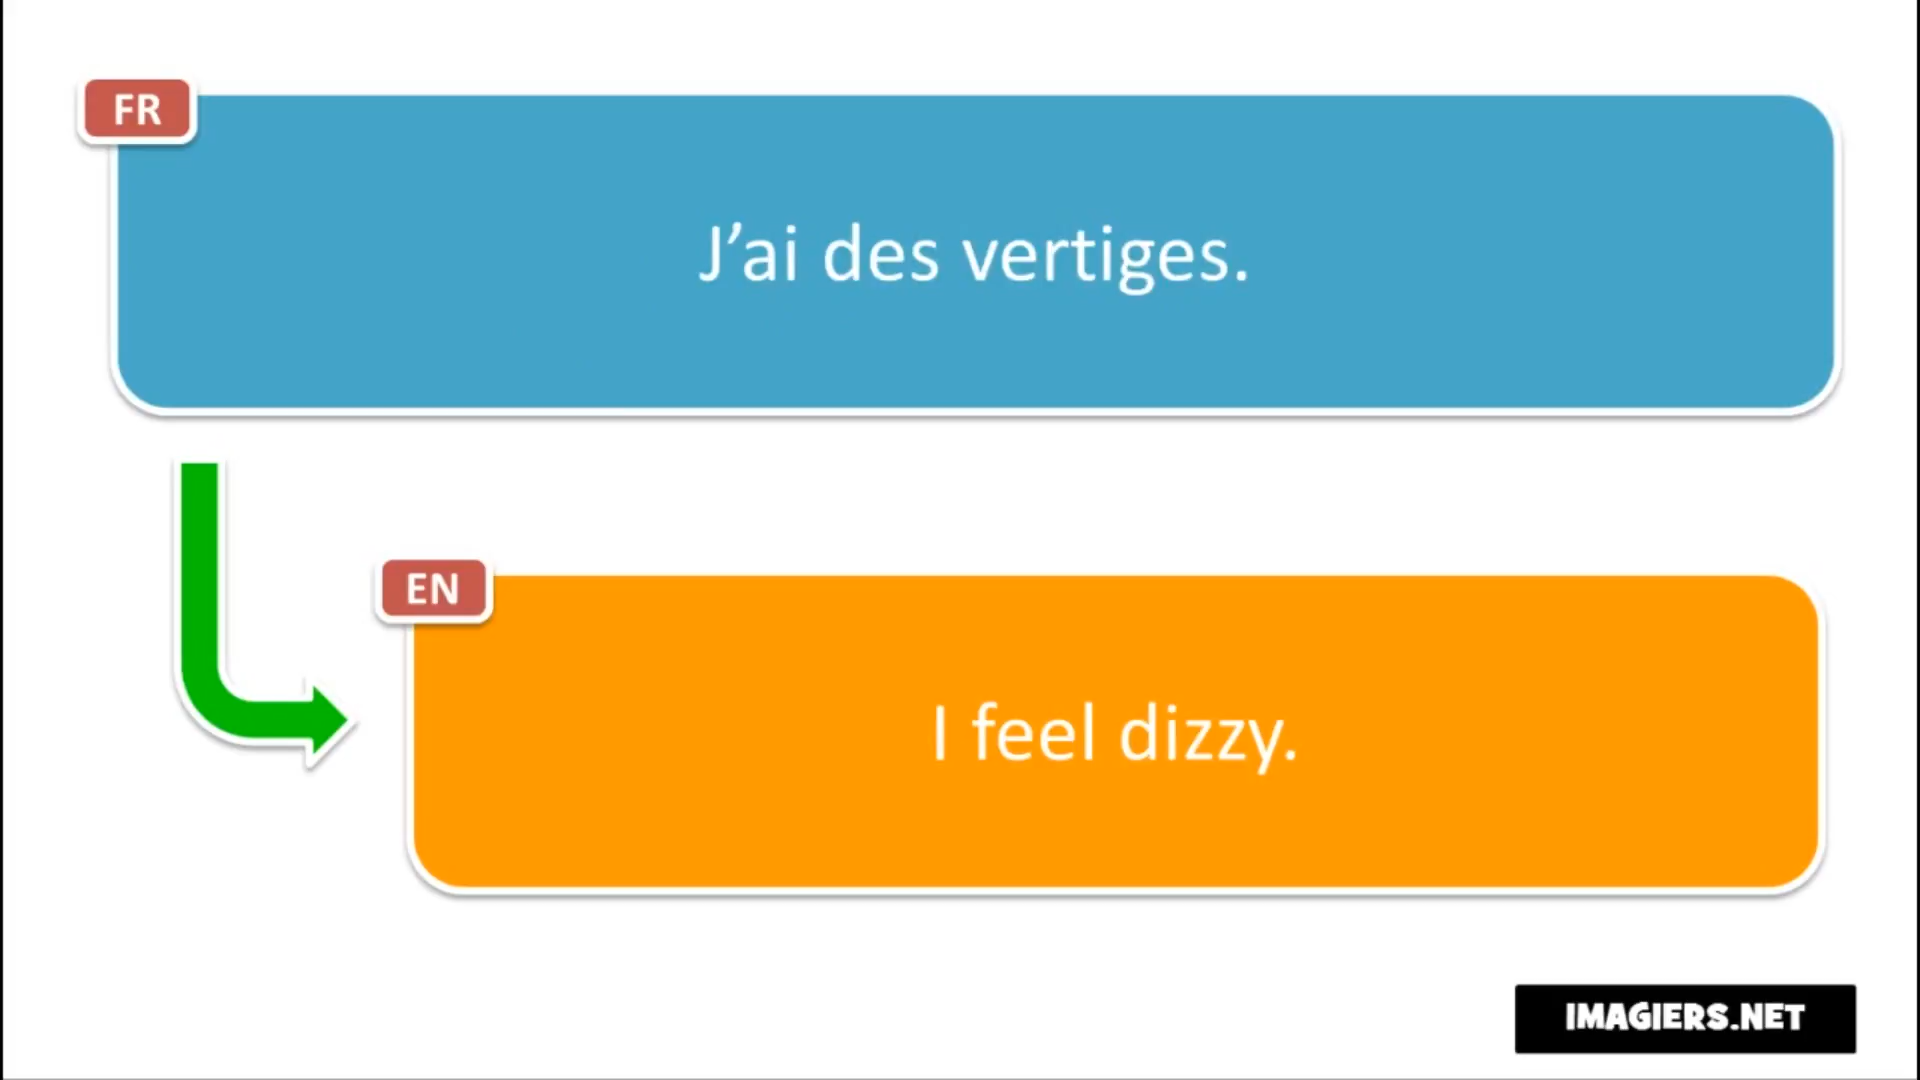 FR
J’ai des vertiges.
EN
I feel dizzy.
IMAGIERS.NET